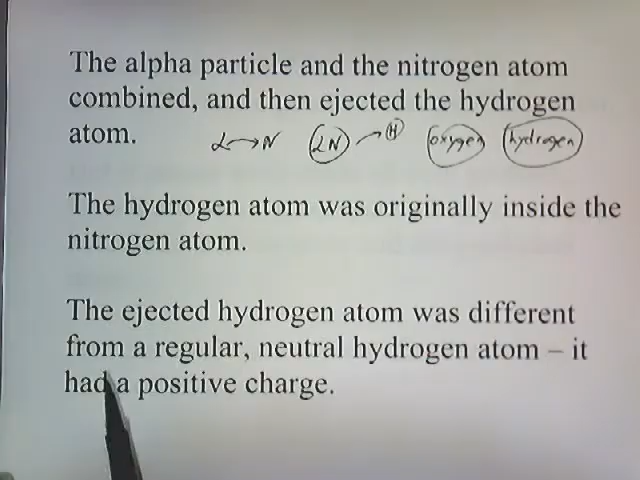 The alpha particle and the nitrogen atom
combined, and then ejected the hydrogen
atom. α→N (αN)→(H) (oxygen) (hydrogen)
The hydrogen atom was originally inside the
nitrogen atom.
The ejected hydrogen atom was different
from a regular, neutral hydrogen atom – it
had a positive charge.